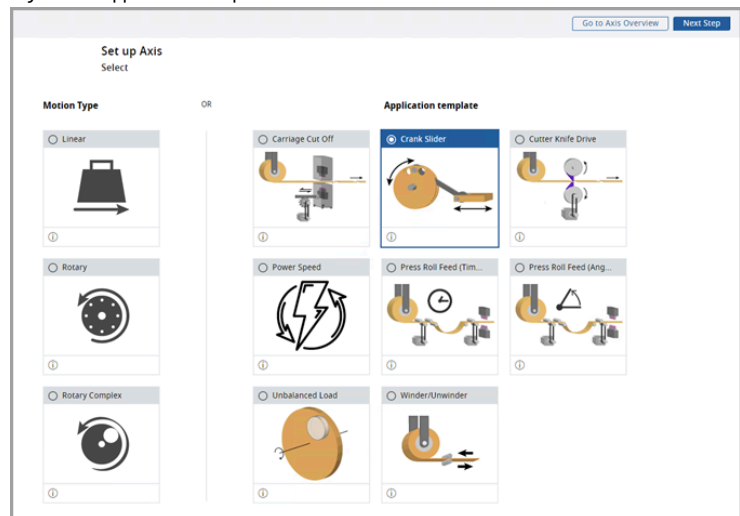 Go to Axis Overview
Next Step
Set up Axis
Select
Motion Type
OR
Application template
Linear
Carriage Cut Off
Crank Slider
Cutter Knife Drive
Rotary
Power Speed
Press Roll Feed (Tim...
Press Roll Feed (Ang...
Rotary Complex
Unbalanced Load
Winder/Unwinder